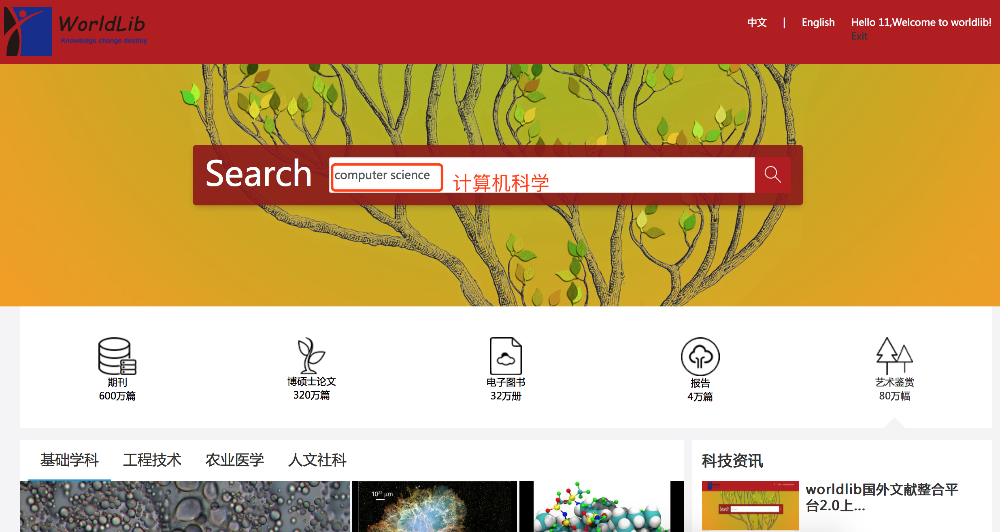 WorldLib
Knowledge change destiny
中文 | English Hello 11,Welcome to worldlib!
Exit
Search computer science 计算机科学
期刊
600万篇
博硕士论文
320万篇
电子图书
32万册
报告
4万篇
艺术鉴赏
80万幅
基础学科 工程技术 农业医学 人文社科
科技资讯
10²² μm
Search
worldlib国外文献整合平
台2.0上...